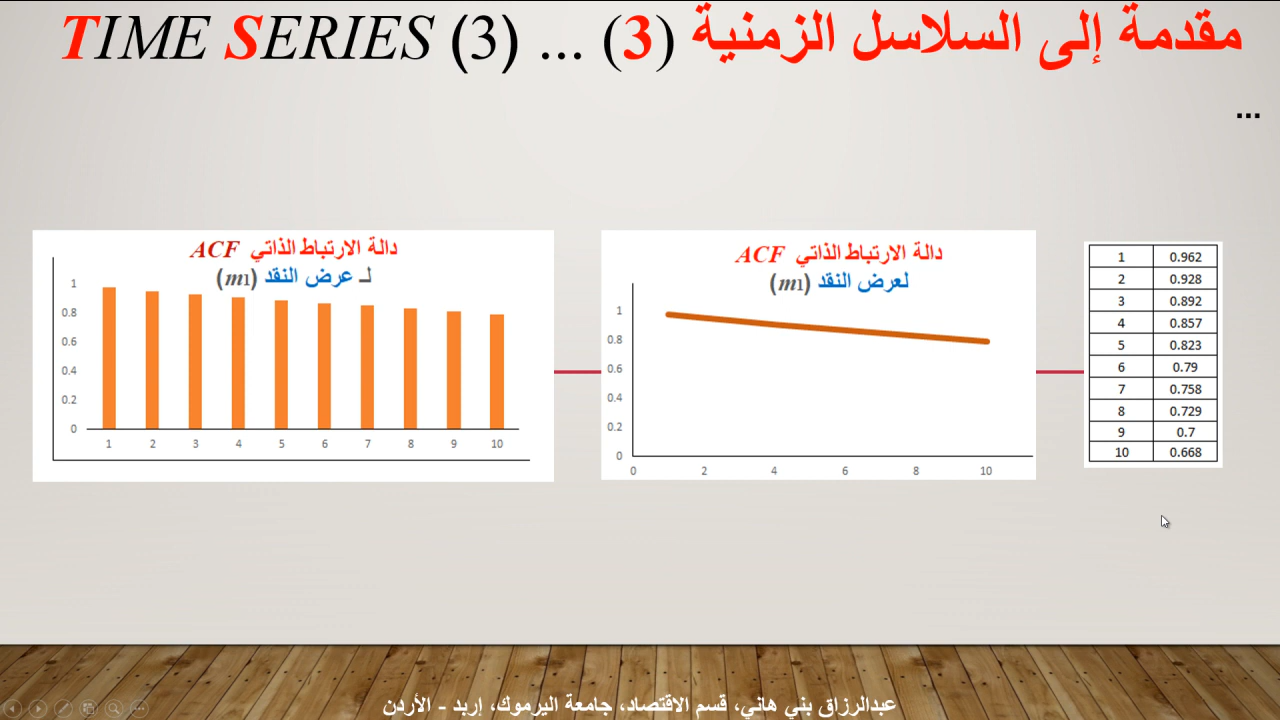 مقدمة إلى السلاسل الزمنية (3) ... TIME SERIES (3)
...
دالة الارتباط الذاتي ACF
لـ عرض النقد (m1)
1
0.8
0.6
0.4
0.2
0
1 2 3 4 5 6 7 8 9 10
دالة الارتباط الذاتي ACF
لعرض النقد (m1)
1
0.8
0.6
0.4
0.2
0
0 2 4 6 8 10
1 0.962
2 0.928
3 0.892
4 0.857
5 0.823
6 0.79
7 0.758
8 0.729
9 0.7
10 0.668
عبدالرزاق بني هاني، قسم الاقتصاد، جامعة اليرموك، إربد - الأردن